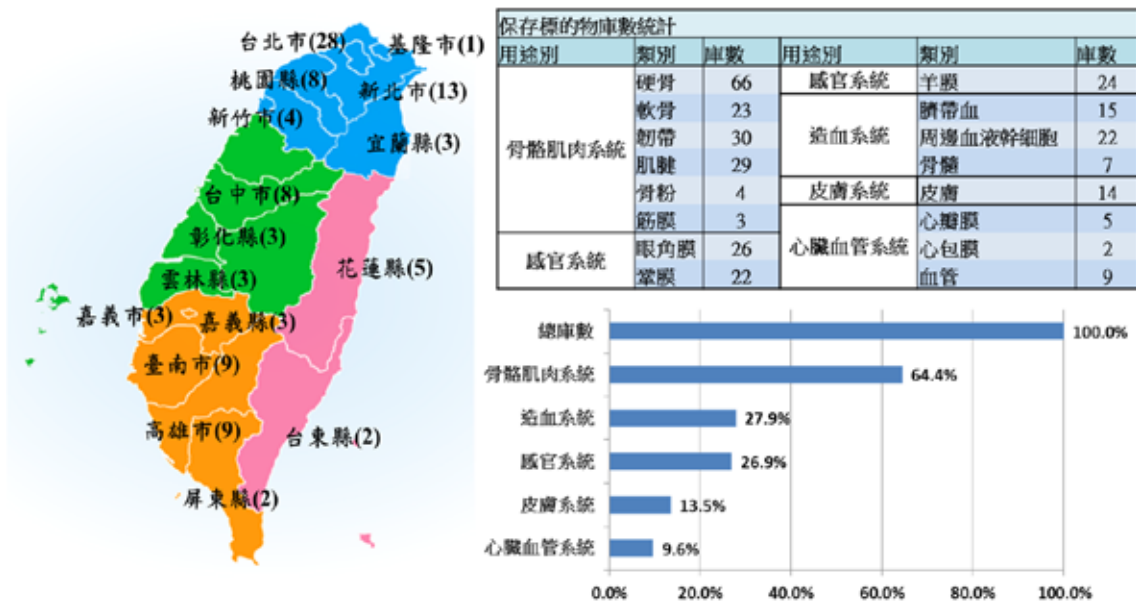 台北市(28)
基隆市(1)
桃園縣(8)
新北市(13)
新竹市(4)
宜蘭縣(3)
台中市(8)
彰化縣(3)
花蓮縣(5)
雲林縣(3)
嘉義市(3)
嘉義縣(3)
臺南市(9)
高雄市(9)
台東縣(2)
屏東縣(2)
保存標的物庫數統計
用途別 類別 庫數 用途別 類別 庫數
骨骼肌肉系統 硬骨 66 感官系統 羊膜 24
軟骨 23 造血系統 臍帶血 15
韌帶 30 周邊血液幹細胞 22
肌腱 29 骨髓 7
骨粉 4 皮膚系統 皮膚 14
筋膜 3 心臟血管系統 心瓣膜 5
感官系統 眼角膜 26 心包膜 2
鞏膜 22 血管 9
總庫數 100.0%
骨骼肌肉系統 64.4%
造血系統 27.9%
感官系統 26.9%
皮膚系統 13.5%
心臟血管系統 9.6%
0.0% 20.0% 40.0% 60.0% 80.0% 100.0%